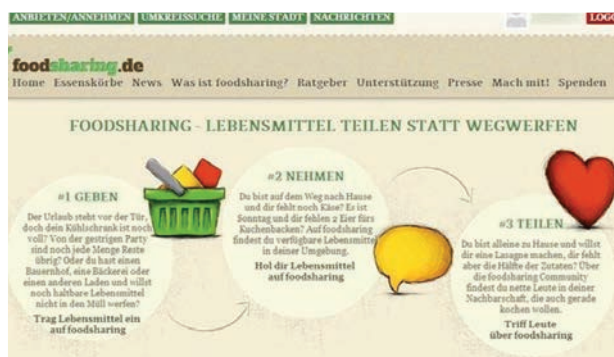 ANBIETEN/ANNEHMEN UMKREISSUCHE MEINE STADT NACHRICHTEN
foodsharing.de
Home Essenskörbe News Was ist foodsharing? Ratgeber Unterstützung Presse Mach mit! Spenden
FOODSHARING - LEBENSMITTEL TEILEN STATT WEGWERFEN
#1 GEBEN
Der Urlaub steht vor der Tür,
doch dein Kühlschrank ist noch
voll? Von der gestrigen Party
sind noch jede Menge Reste
übrig? Oder du hast einen
Bauernhof, eine Bäckerei oder
einen anderen Laden und willst
noch haltbare Lebensmittel
nicht in den Müll werfen?
Trag Lebensmittel ein
auf foodsharing
#2 NEHMEN
Du bist auf dem Weg nach Hause
und dir fehlt noch Käse? Es ist
Sonntag und dir fehlen 2 Eier fürs
Kuchenbacken? Auf foodsharing
findest du verfügbare Lebensmittel
in deiner Umgebung.
Hol dir Lebensmittel
auf foodsharing
#3 TEILEN
Du bist alleine zu Hause und willst
dir eine Lasagne machen, dir fehlt
aber die Hälfte der Zutaten? Über
die foodsharing Community
findest du nette Leute in deiner
Nachbarschaft, die auch gerade
kochen wollen.
Triff Leute
über foodsharing